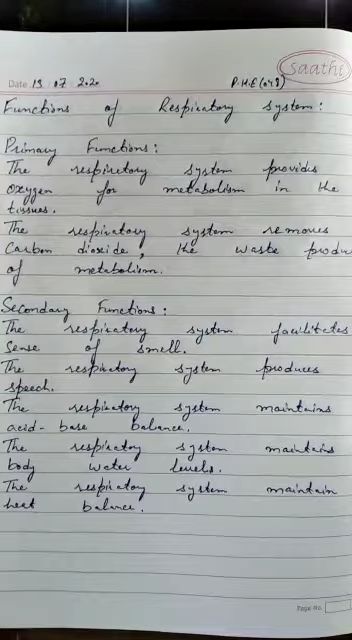 saathi
Date 13 / 07 / 2020
P.H.E (048)
Functions of Respiratory system:
Primary Functions:
The respiratory system provides
oxygen for metabolism in the
tissues.
The respiratory system removes
Carbon dioxide, the waste produc
of metabolism.
Secondary Functions:
The respiratory system facilitates
sense of smell.
The respiratory system produces
speech.
The respiratory system maintains
acid-base balance.
The respiratory system maintains
body water levels.
The respiratory system maintain
heat balance.
Page No.